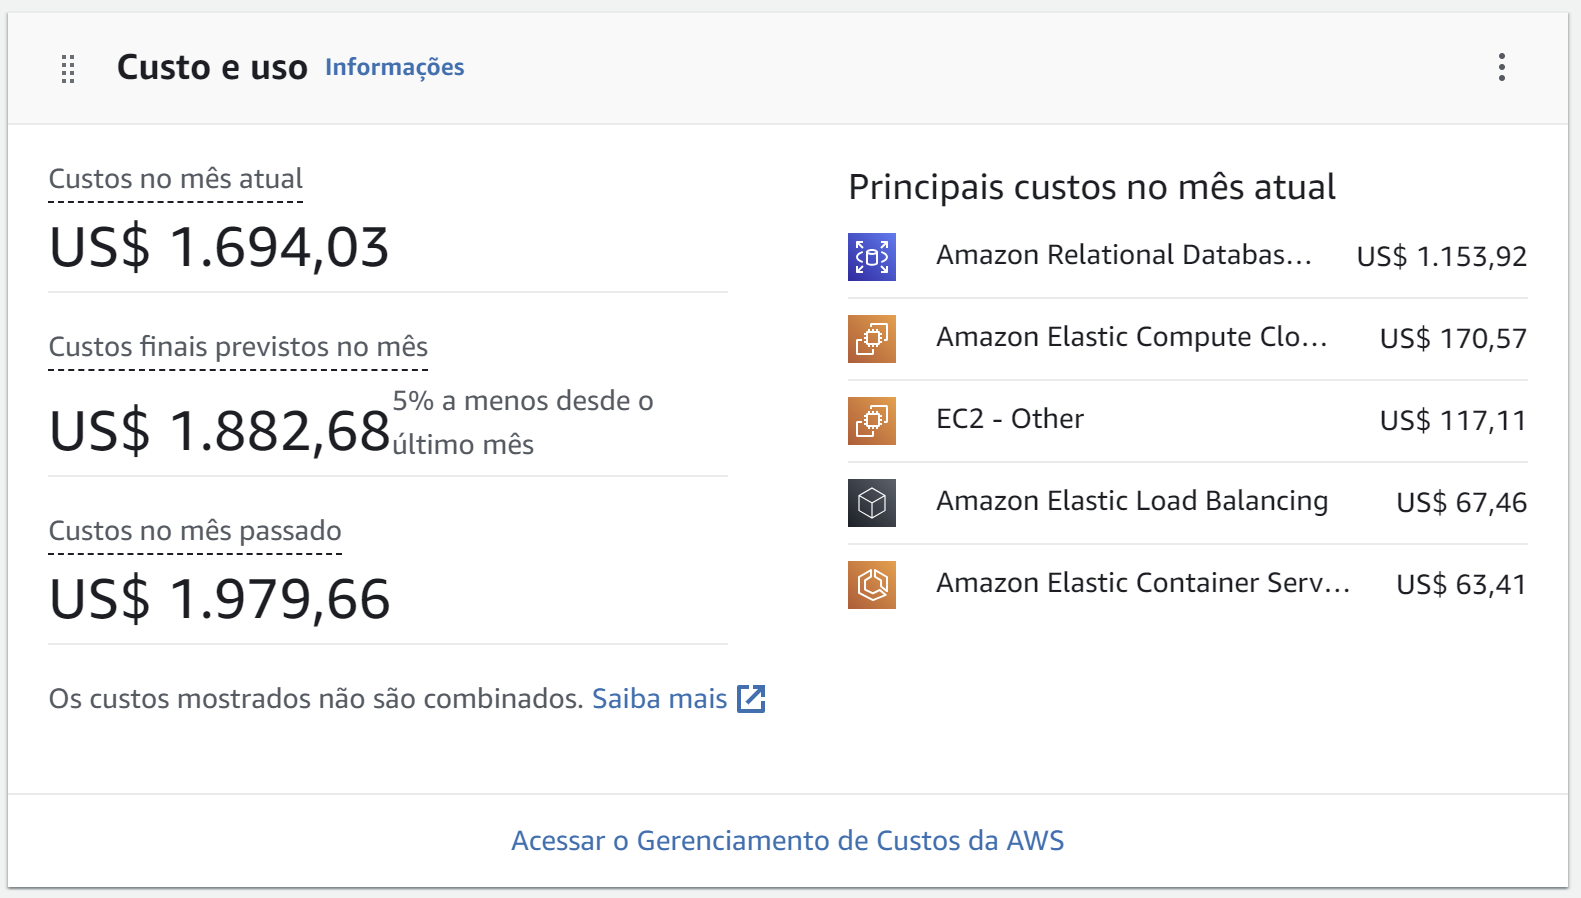 Custo e uso Informações
Custos no mês atual
US$ 1.694,03
Custos finais previstos no mês
US$ 1.882,68
5% a menos desde o
último mês
Custos no mês passado
US$ 1.979,66
Os custos mostrados não são combinados. Saiba mais
Principais custos no mês atual
Amazon Relational Databas... US$ 1.153,92
Amazon Elastic Compute Clo... US$ 170,57
EC2 - Other US$ 117,11
Amazon Elastic Load Balancing US$ 67,46
Amazon Elastic Container Serv... US$ 63,41
Acessar o Gerenciamento de Custos da AWS